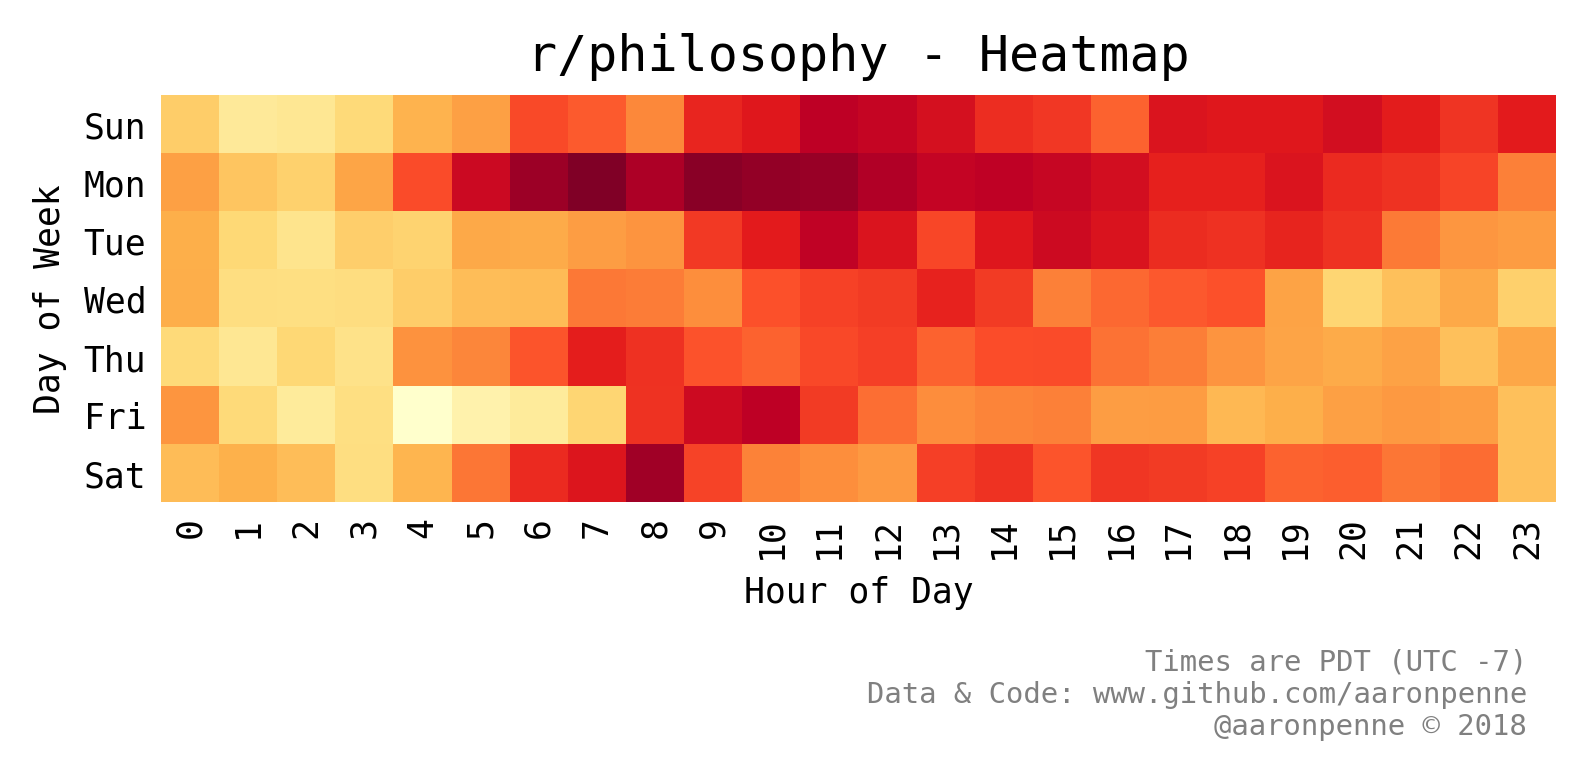 r/philosophy - Heatmap
Day of Week
Sun
Mon
Tue
Wed
Thu
Fri
Sat
0 1 2 3 4 5 6 7 8 9 10 11 12 13 14 15 16 17 18 19 20 21 22 23
Hour of Day
Times are PDT (UTC -7)
Data & Code: www.github.com/aaronpenne
@aaronpenne © 2018